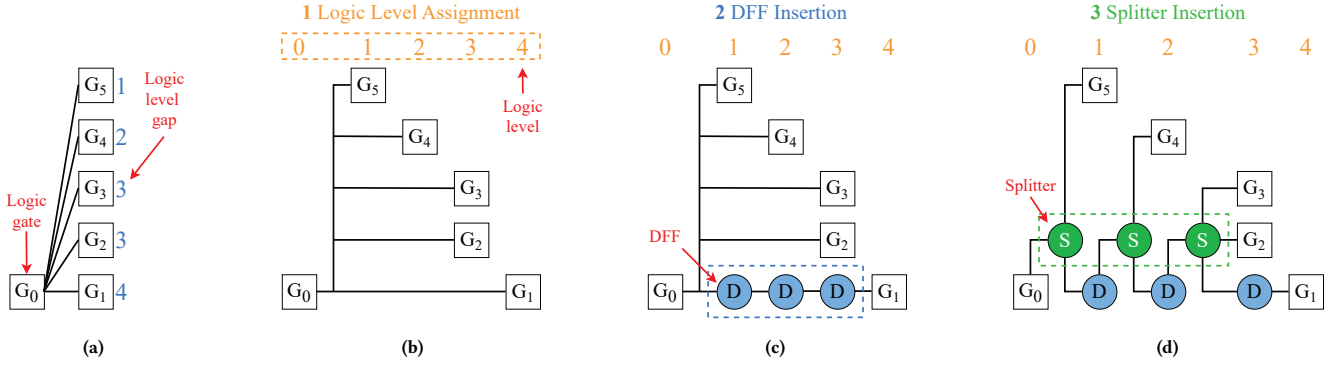 1 Logic Level Assignment
2 DFF Insertion
3 Splitter Insertion
G5 1
G4 2
G3 3
G2 3
G0
G1 4
Logic
level
gap
Logic
gate
(a)
0 1 2 3 4
Logic
level
G5
G4
G3
G2
G0
G1
(b)
0 1 2 3 4
G5
G4
G3
G2
DFF
G0 D D D G1
(c)
0 1 2 3 4
G5
G4
G3
Splitter
S S S G2
G0 D D D G1
(d)